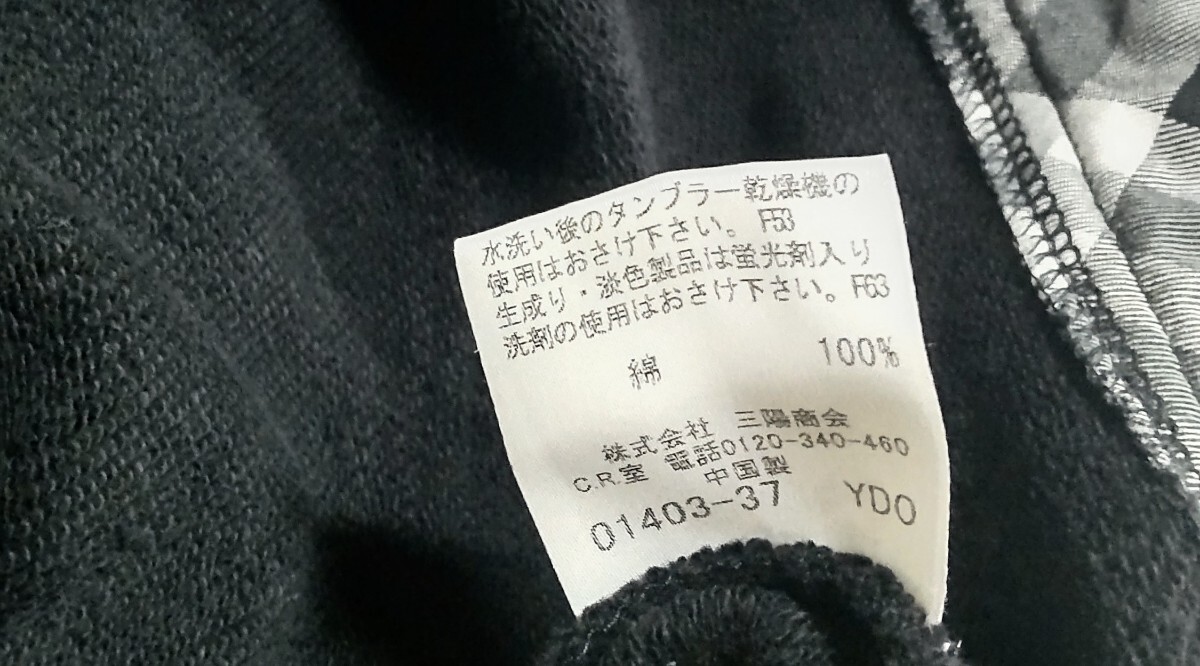 水洗い後のタンブラー乾燥機の
使用はおさけ下さい。 F53
生成り・淡色製品は蛍光剤入り
洗剤の使用はおさけ下さい。F63
綿 100%
株式会社 三陽商会
C.R.室 電話0120-340-460
中国製
01403-37 YDO